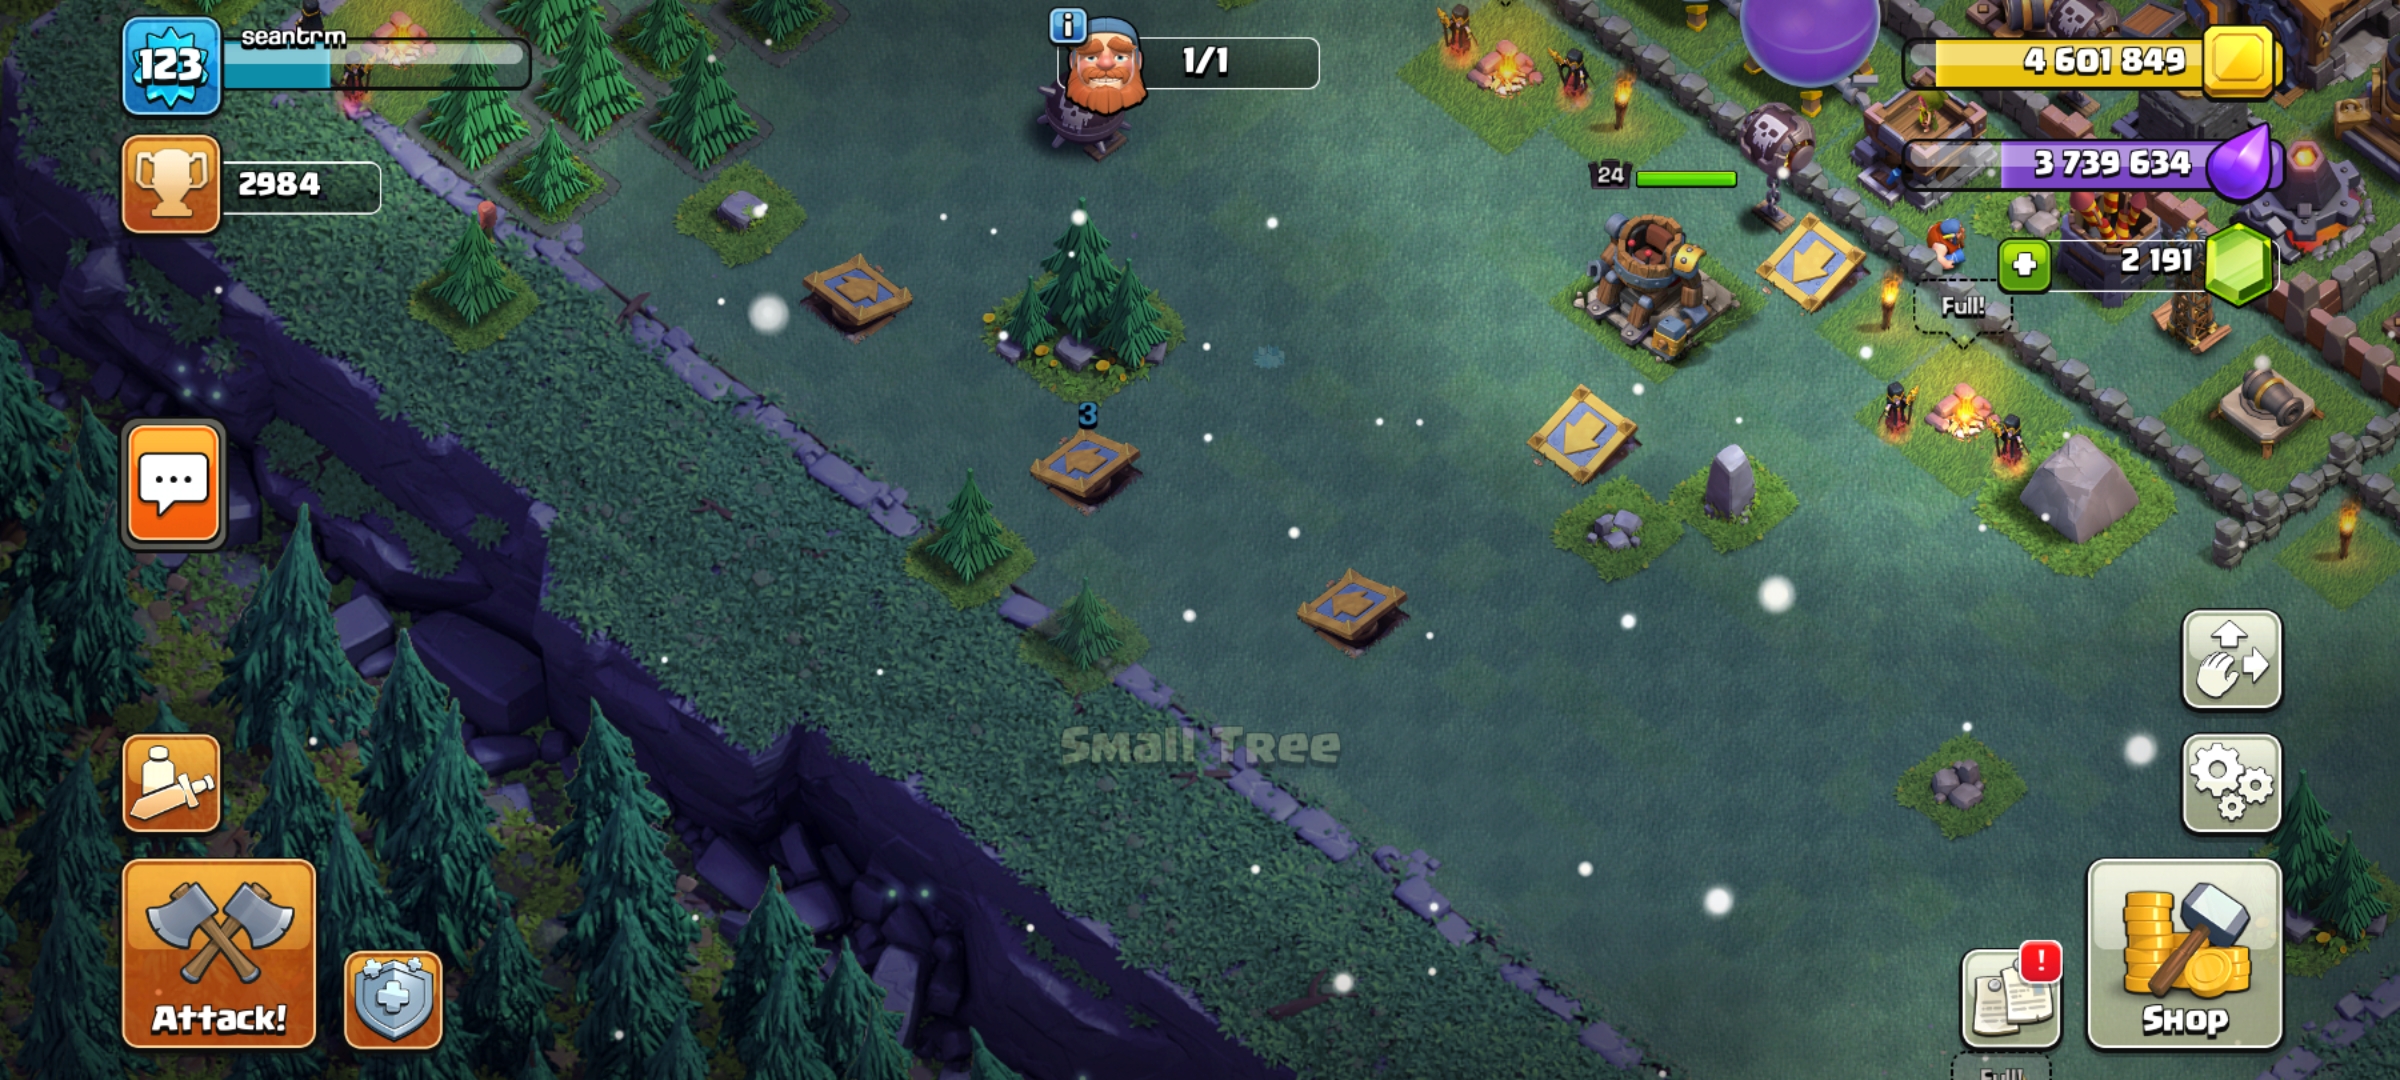 123
seantrm
i
1/1
4 601 849
2984
24
3 739 634
2 191
Full!
3
...
Small Tree
!
Attack!
Shop
Full!